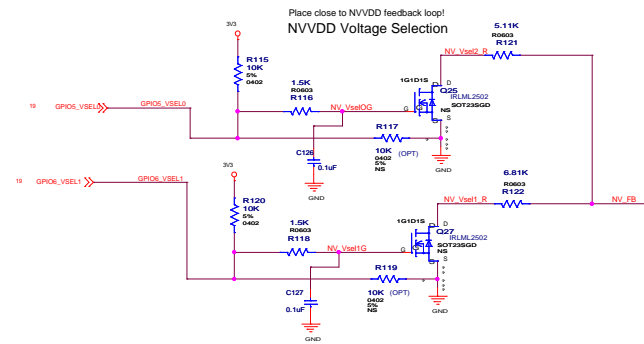 Place close to NVVDD feedback loop!
NVVDD Voltage Selection
5.11K
R0603
R121
NV_Vsel2_R
3V3
R115
10K
5%
0402
1.5K
R0603
R116
1G1D1S
D
D
Q25
IRLML2502
SOT23SGD
NS
G
G
S
S
19
GPIO5_VSEL0
GPIO5_VSEL0
NV_Vsel0G
R117
10K (OPT)
0402
5%
NS
C126
0.1uF
GND
GND
3V3
19
GPIO6_VSEL1
GPIO6_VSEL1
R120
10K
5%
0402
6.81K
R0603
R122
NV_Vsel1_R
NV_FB
1.5K
R0603
R118
1G1D1S
D
D
Q27
IRLML2502
SOT23SGD
NS
G
G
S
S
NV_Vsel1G
R119
10K (OPT)
0402
5%
NS
C127
0.1uF
GND
GND